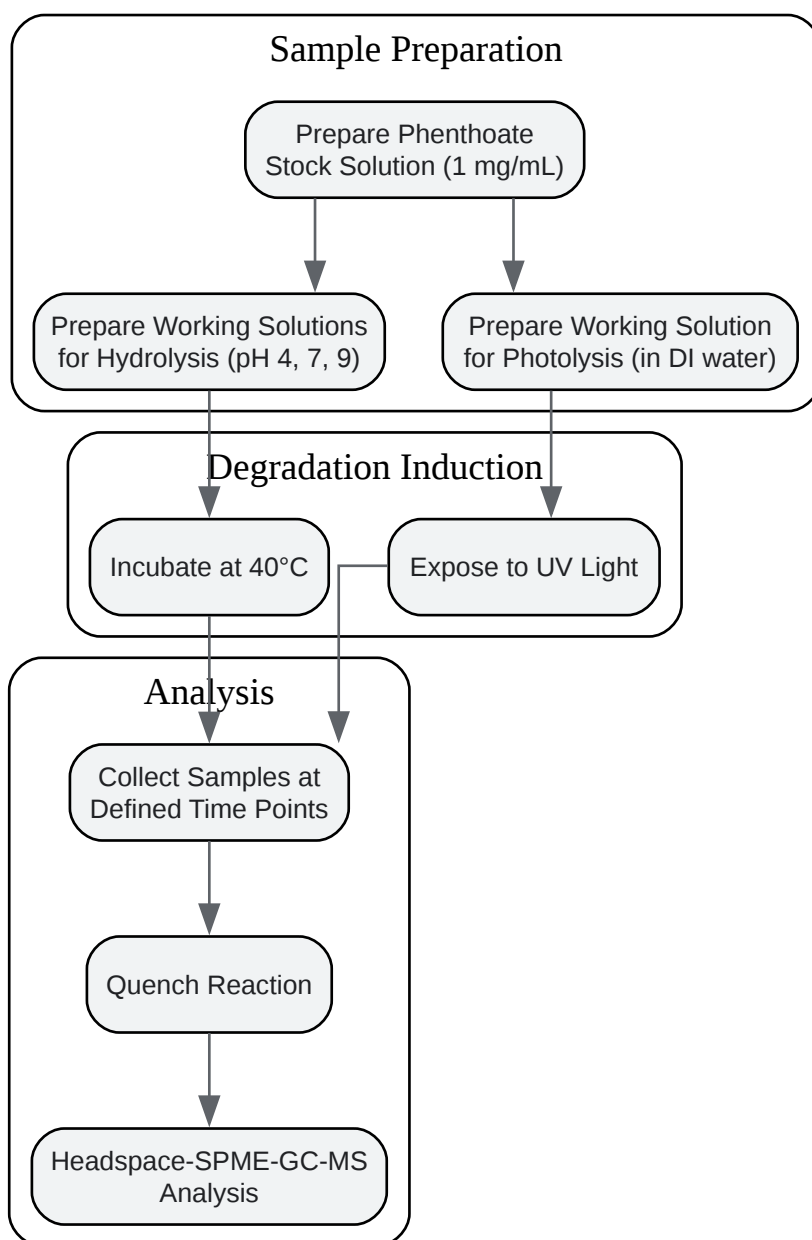 Sample Preparation
Prepare Phenthoate
Stock Solution (1 mg/mL)
Prepare Working Solutions
for Hydrolysis (pH 4, 7, 9)
Prepare Working Solution
for Photolysis (in DI water)
Degradation Induction
Incubate at 40°C
Expose to UV Light
Analysis
Collect Samples at
Defined Time Points
Quench Reaction
Headspace-SPME-GC-MS
Analysis